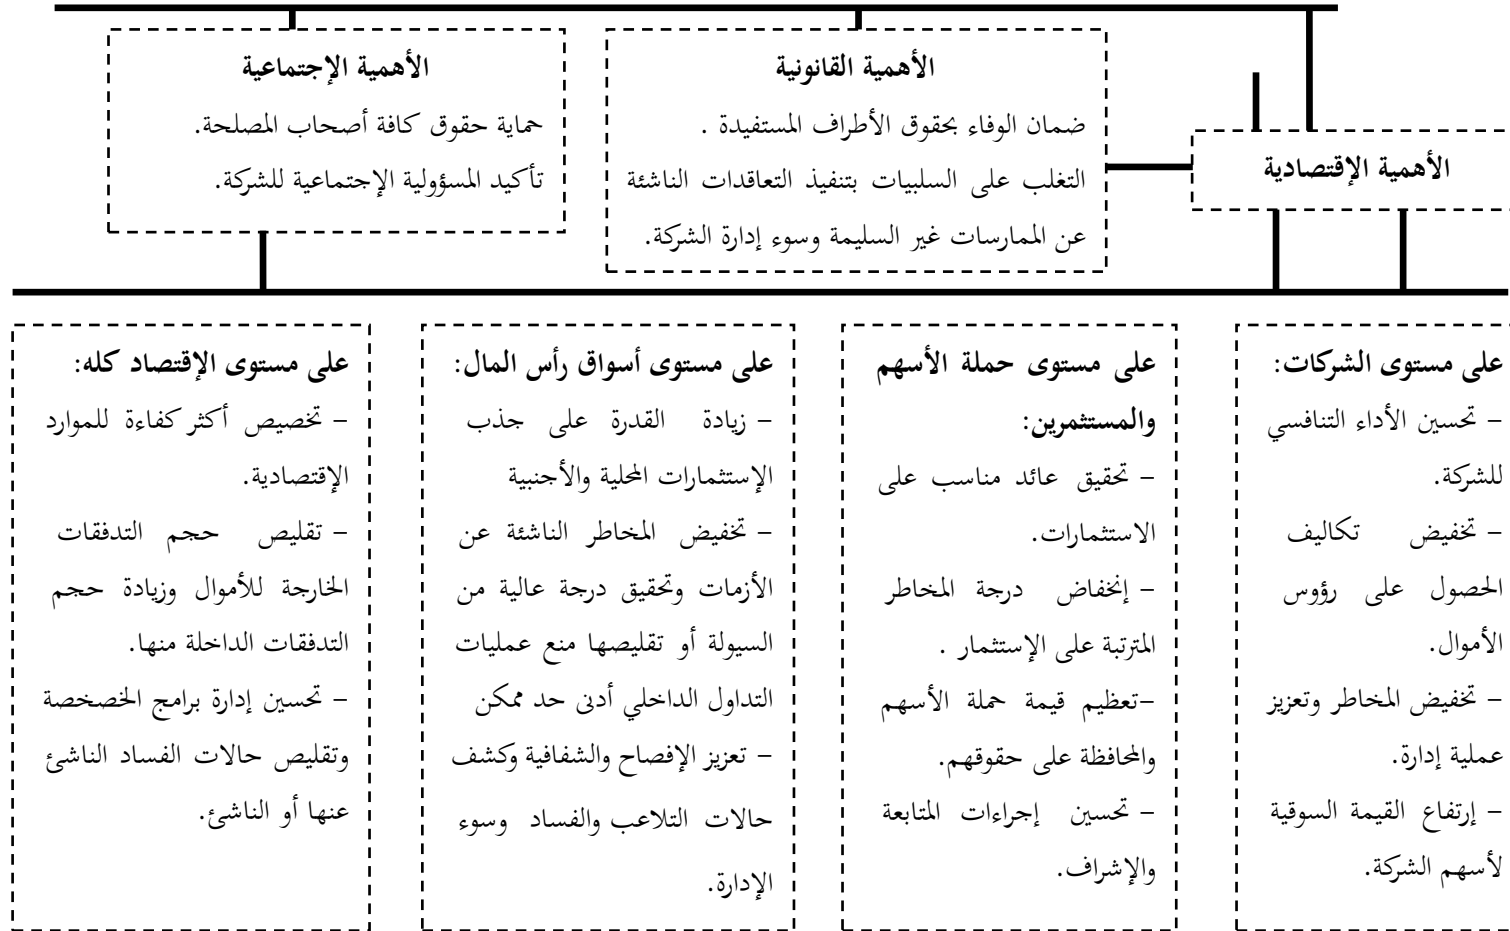 الأهمية الإقتصادية
الأهمية القانونية
ضمان الوفاء بحقوق الأطراف المستفيدة .
التغلب على السلبيات بتنفيذ التعاقدات الناشئة
عن الممارسات غير السليمة وسوء إدارة الشركة.
الأهمية الإجتماعية
حماية حقوق كافة أصحاب المصلحة.
تأكيد المسؤولية الإجتماعية للشركة.
على مستوى الشركات:
– تحسين الأداء التنافسي
للشركة.
– تخفيض تكاليف
الحصول على رؤوس
الأموال.
– تخفيض المخاطر وتعزيز
عملية إدارة.
– إرتفاع القيمة السوقية
لأسهم الشركة.
على مستوى حملة الأسهم
والمستثمرين:
– تحقيق عائد مناسب على
الاستثمارات.
– إنخفاض درجة المخاطر
المترتبة على الإستثمار .
–تعظيم قيمة حملة الأسهم
والمحافظة على حقوقهم.
– تحسين إجراءات المتابعة
والإشراف.
على مستوى أسواق رأس المال:
– زيادة القدرة على جذب
الإستثمارات المحلية والأجنبية
– تخفيض المخاطر الناشئة عن
الأزمات وتحقيق درجة عالية من
السيولة أو تقليصها منع عمليات
التداول الداخلي أدنى حد ممكن
– تعزيز الإفصاح والشفافية وكشف
حالات التلاعب والفساد وسوء
الإدارة.
على مستوى الإقتصاد كله:
– تخصيص أكثر كفاءة للموارد
الإقتصادية.
– تقليص حجم التدفقات
الخارجة للأموال وزيادة حجم
التدفقات الداخلة منها.
– تحسين إدارة برامج الخصخصة
وتقليص حالات الفساد الناشئ
عنها أو الناشئ.